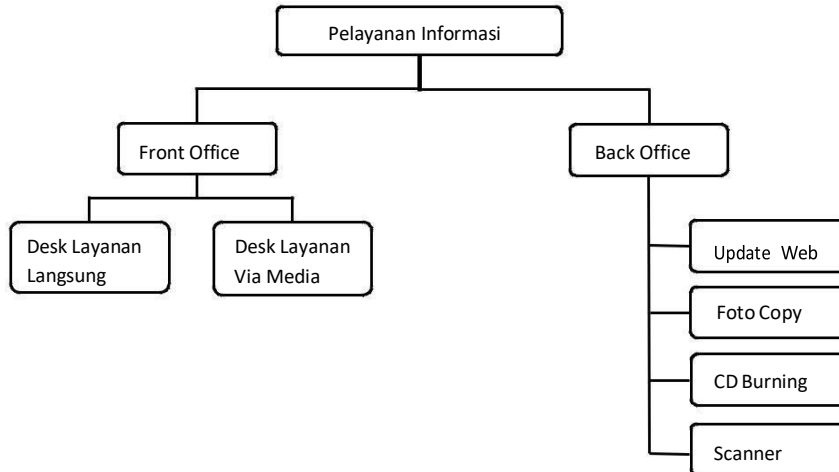 Pelayanan Informasi
Front Office
Back Office
Desk Layanan
Langsung
Desk Layanan
Via Media
Update Web
Foto Copy
CD Burning
Scanner